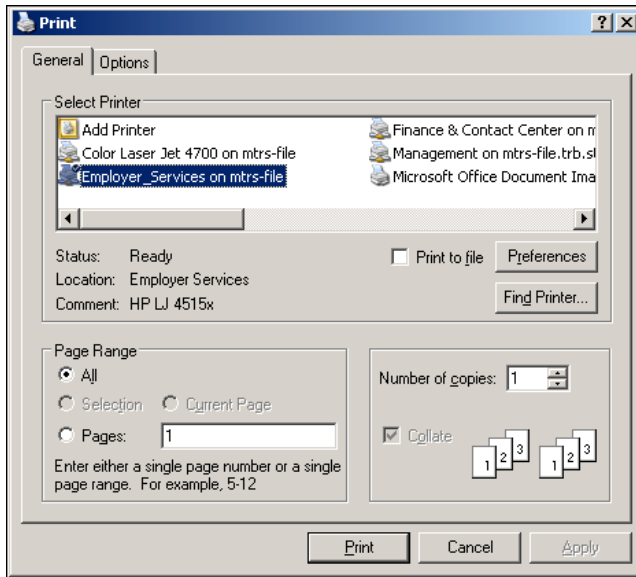 Print
General Options
Select Printer
Add Printer
Color Laser Jet 4700 on mtrs-file
Employer_Services on mtrs-file
Finance & Contact Center on m
Management on mtrs-file.trb.st
Microsoft Office Document Ima
Status: Ready
Location: Employer Services
Comment: HP LJ 4515x
Print to file
Preferences
Find Printer...
Page Range
All
Selection Current Page
Pages: 1
Enter either a single page number or a single
page range. For example, 5-12
Number of copies: 1
Collate
1 2 3 1 2 3
Print Cancel Apply